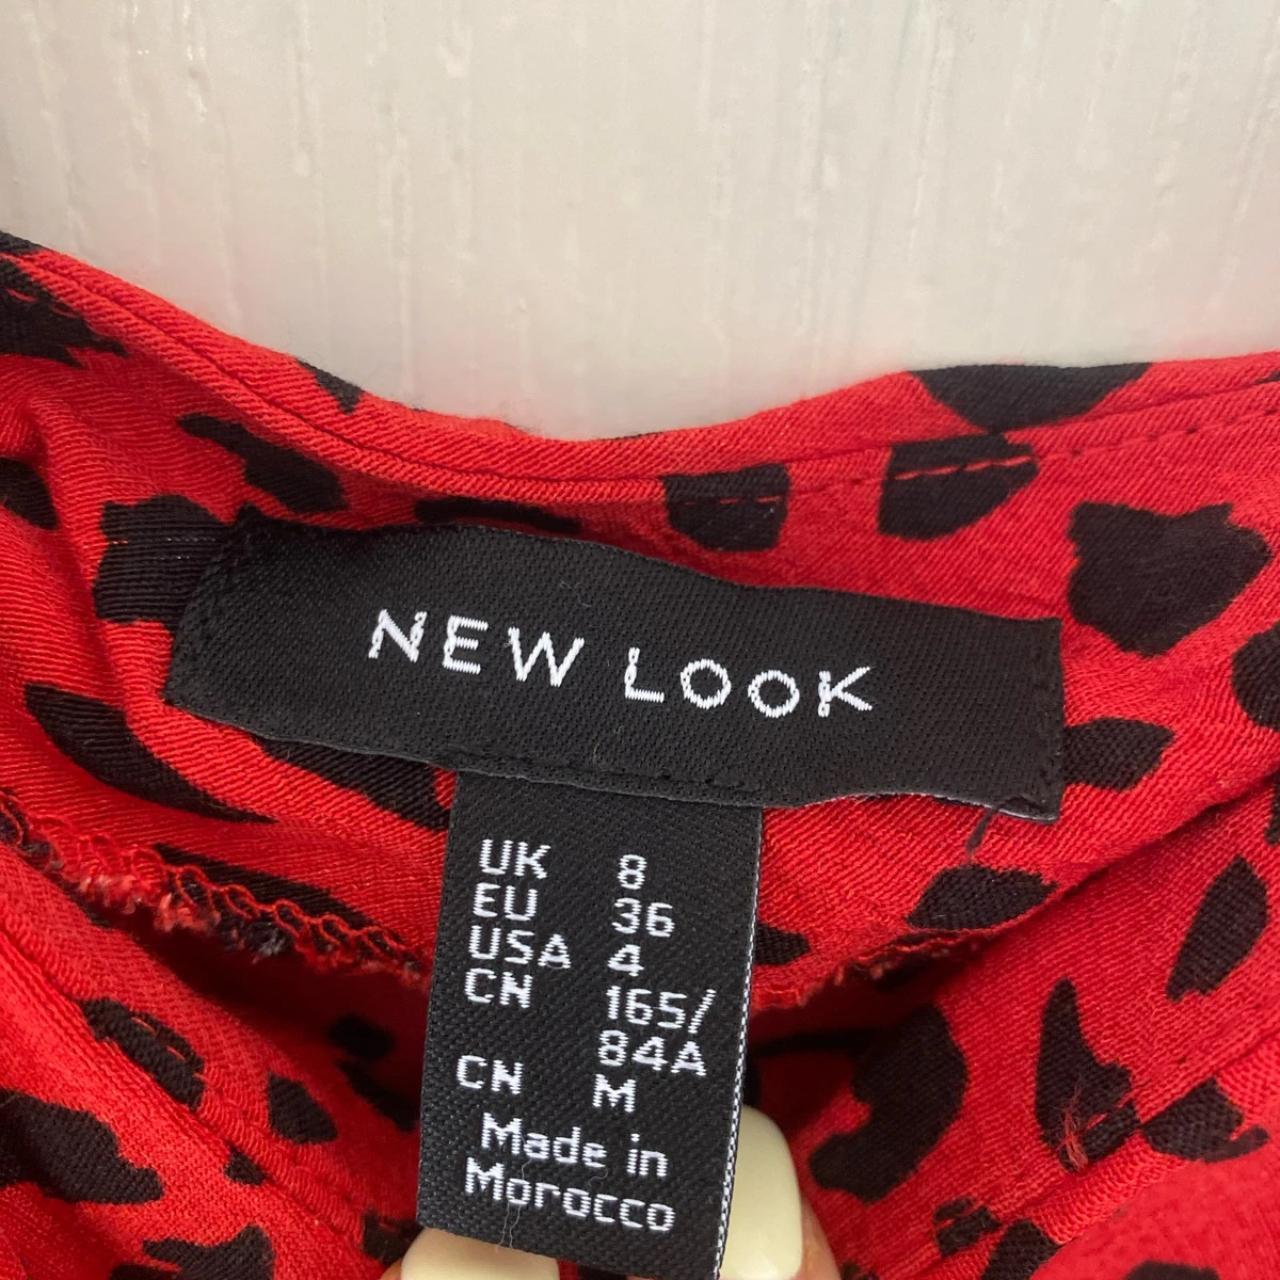 NEW LOOK
UK 8
EU 36
USA 4
CN 165/
84A
CN M
Made in
Morocco